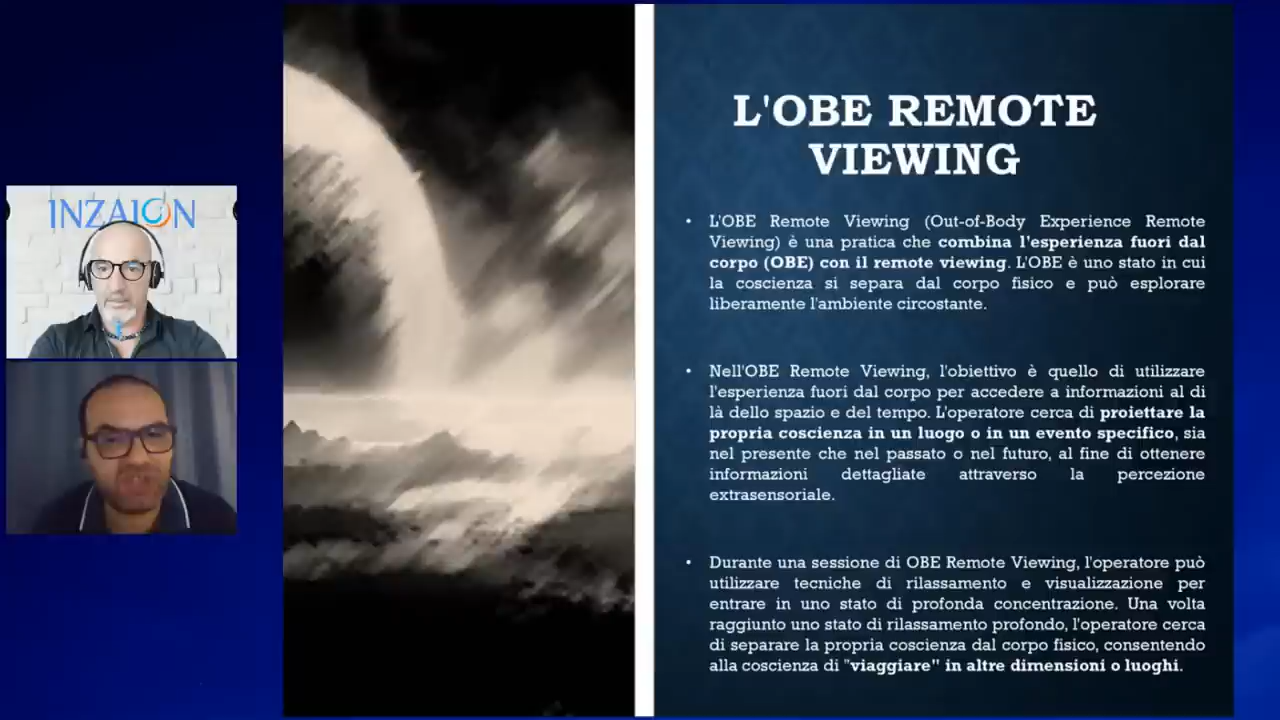 INZAION
L'OBE REMOTE
VIEWING
• L'OBE Remote Viewing (Out-of-Body Experience Remote
Viewing) è una pratica che combina l'esperienza fuori dal
corpo (OBE) con il remote viewing. L'OBE è uno stato in cui
la coscienza si separa dal corpo fisico e può esplorare
liberamente l'ambiente circostante.
• Nell'OBE Remote Viewing, l'obiettivo è quello di utilizzare
l'esperienza fuori dal corpo per accedere a informazioni al di
là dello spazio e del tempo. L'operatore cerca di proiettare la
propria coscienza in un luogo o in un evento specifico, sia
nel presente che nel passato o nel futuro, al fine di ottenere
informazioni dettagliate attraverso la percezione
extrasensoriale.
• Durante una sessione di OBE Remote Viewing, l'operatore può
utilizzare tecniche di rilassamento e visualizzazione per
entrare in uno stato di profonda concentrazione. Una volta
raggiunto uno stato di rilassamento profondo, l'operatore cerca
di separare la propria coscienza dal corpo fisico, consentendo
alla coscienza di "viaggiare" in altre dimensioni o luoghi.